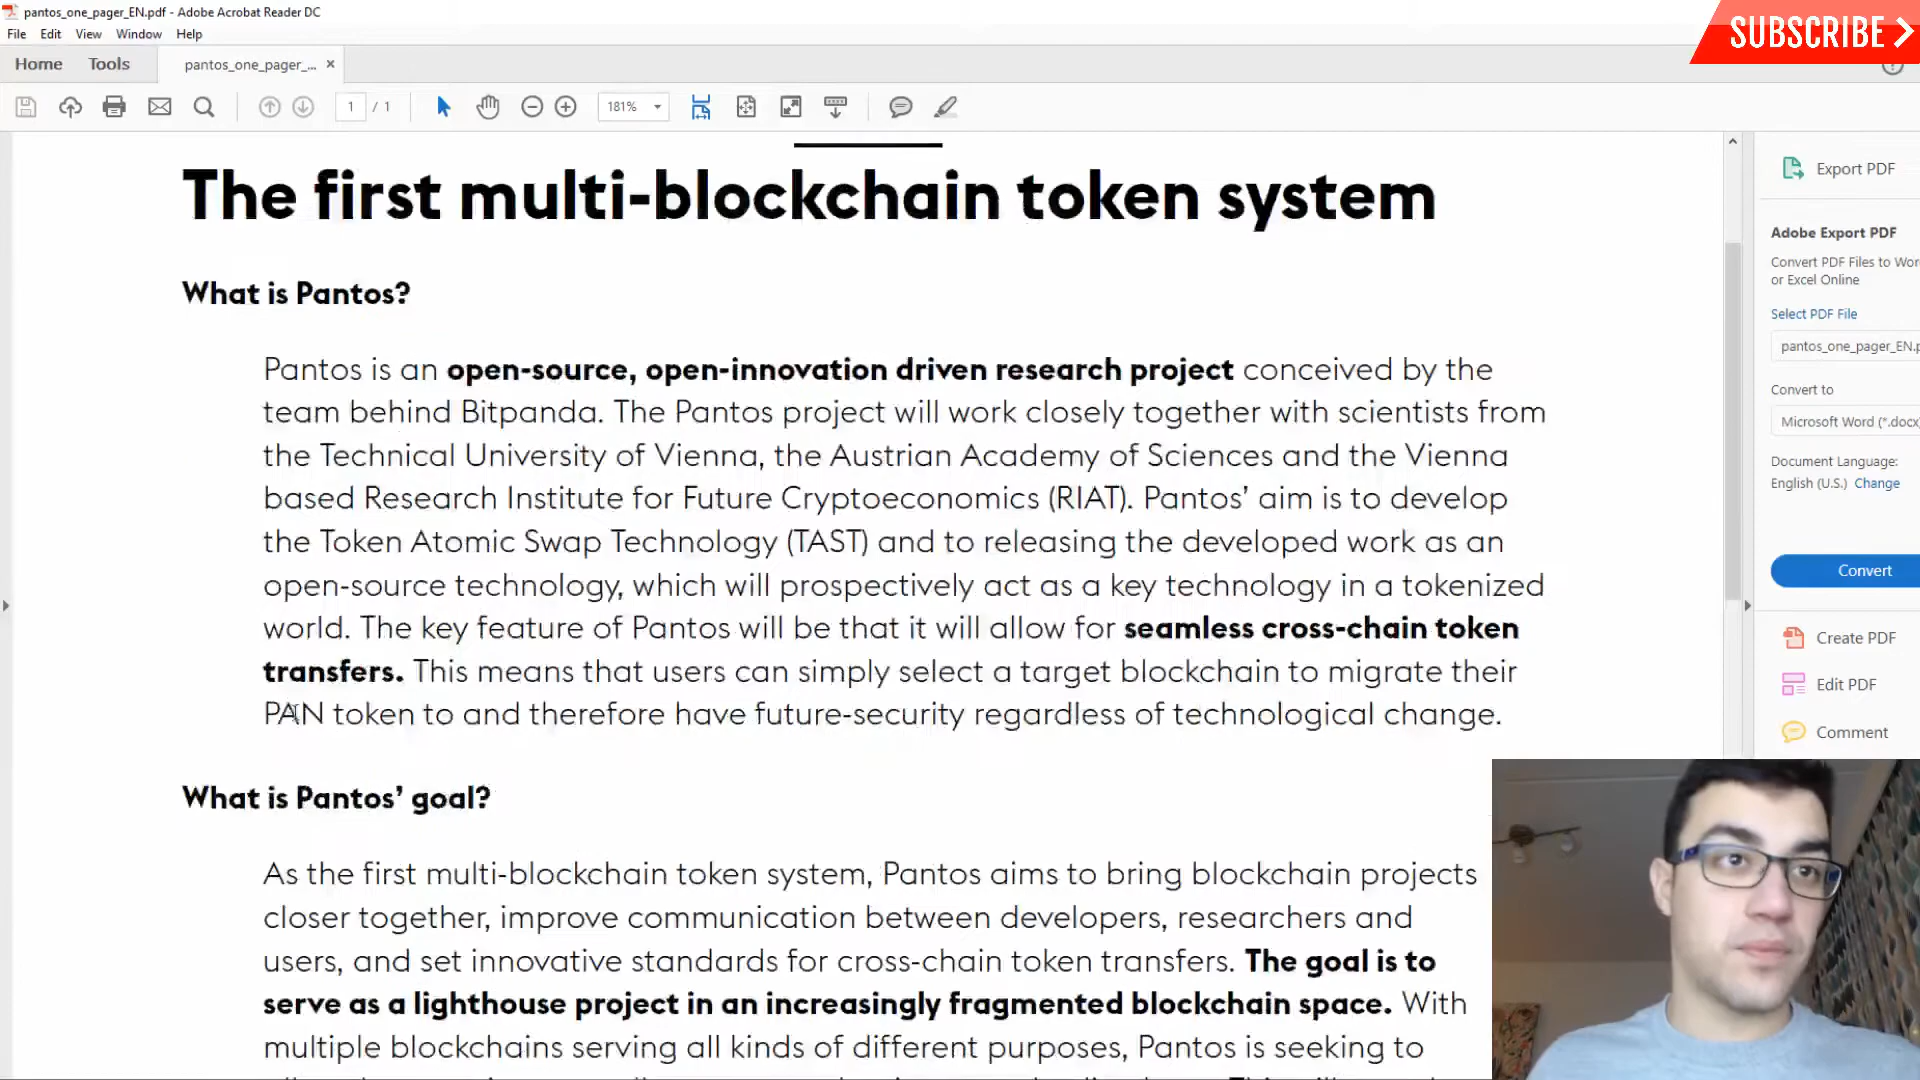 pantos_one_pager_EN.pdf - Adobe Acrobat Reader DC
SUBSCRIBE
File Edit View Window Help
Home Tools pantos_one_pager_...
1 / 1 181%
The first multi-blockchain token system
What is Pantos?
Pantos is an open-source, open-innovation driven research project conceived by the
team behind Bitpanda. The Pantos project will work closely together with scientists from
the Technical University of Vienna, the Austrian Academy of Sciences and the Vienna
based Research Institute for Future Cryptoeconomics (RIAT). Pantos’ aim is to develop
the Token Atomic Swap Technology (TAST) and to releasing the developed work as an
open-source technology, which will prospectively act as a key technology in a tokenized
world. The key feature of Pantos will be that it will allow for seamless cross-chain token
transfers. This means that users can simply select a target blockchain to migrate their
PAN token to and therefore have future-security regardless of technological change.
What is Pantos’ goal?
As the first multi-blockchain token system, Pantos aims to bring blockchain projects
closer together, improve communication between developers, researchers and
users, and set innovative standards for cross-chain token transfers. The goal is to
serve as a lighthouse project in an increasingly fragmented blockchain space. With
multiple blockchains serving all kinds of different purposes, Pantos is seeking to
Export PDF
Adobe Export PDF
Convert PDF Files to Wor
or Excel Online
Select PDF File
pantos_one_pager_EN.p
Convert to
Microsoft Word (*.docx
Document Language:
English (U.S.) Change
Convert
Create PDF
Edit PDF
Comment